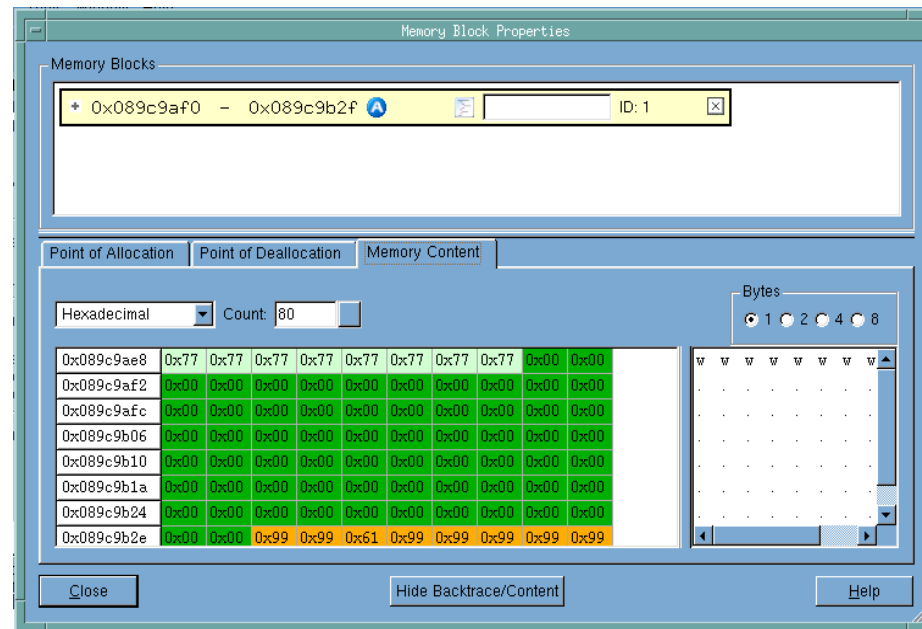 Memory Block Properties
Memory Blocks
+ 0x089c9af0 - 0x089c9b2f A ID: 1
Point of Allocation Point of Deallocation Memory Content
Bytes
Hexadecimal Count: 80 1 2 4 8
0x089c9ae8 0x77 0x77 0x77 0x77 0x77 0x77 0x77 0x77 0x00 0x00 w w w w w w w w
0x089c9af2 0x00 0x00 0x00 0x00 0x00 0x00 0x00 0x00 0x00 0x00 . . . . . . . .
0x089c9afc 0x00 0x00 0x00 0x00 0x00 0x00 0x00 0x00 0x00 0x00 . . . . . . . .
0x089c9b06 0x00 0x00 0x00 0x00 0x00 0x00 0x00 0x00 0x00 0x00 . . . . . . . .
0x089c9b10 0x00 0x00 0x00 0x00 0x00 0x00 0x00 0x00 0x00 0x00 . . . . . . . .
0x089c9b1a 0x00 0x00 0x00 0x00 0x00 0x00 0x00 0x00 0x00 0x00 . . . . . . . .
0x089c9b24 0x00 0x00 0x00 0x00 0x00 0x00 0x00 0x00 0x00 0x00 . . . . . . . .
0x089c9b2e 0x00 0x00 0x99 0x99 0x61 0x99 0x99 0x99 0x99 0x99
Close Hide Backtrace/Content Help